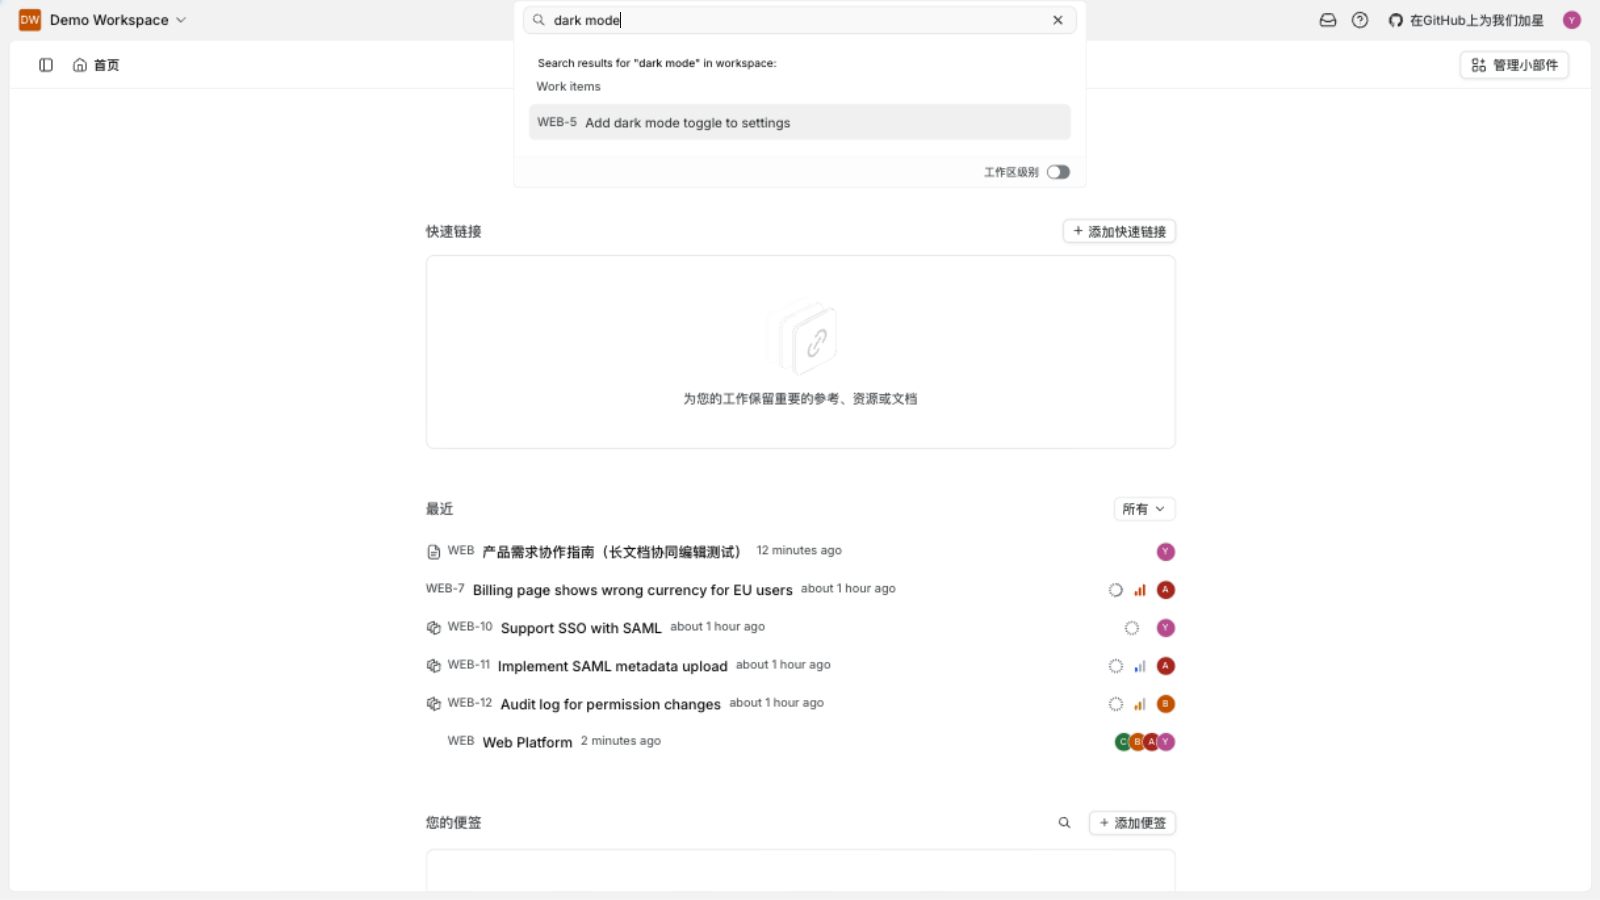 DW Demo Workspace
dark mode
在GitHub上为我们加星
Y
首页
管理小部件
Search results for "dark mode" in workspace:
Work items
WEB-5 Add dark mode toggle to settings
工作区级别
快速链接
+ 添加快速链接
为您的工作保留重要的参考、资源或文档
最近
所有
WEB 产品需求协作指南（长文档协同编辑测试） 12 minutes ago Y
WEB-7 Billing page shows wrong currency for EU users about 1 hour ago A
WEB-10 Support SSO with SAML about 1 hour ago Y
WEB-11 Implement SAML metadata upload about 1 hour ago A
WEB-12 Audit log for permission changes about 1 hour ago B
WEB Web Platform 2 minutes ago C B A Y
您的便签
+ 添加便签